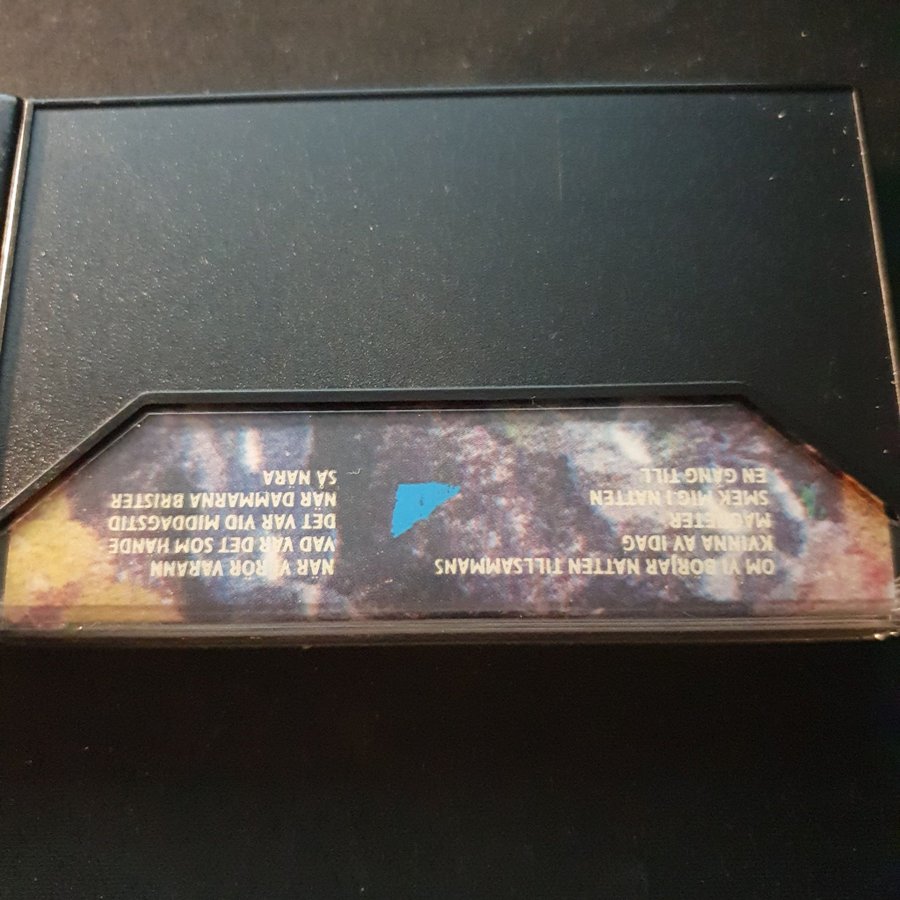 OM VI BÖRJAR NATTEN TILLSAMMANS
KVINNA AV IDAG
MAGNETER
SMEK MIG I NATTEN
EN GÅNG TILL
NÄR VI RÖR VARANN
VAD VAR DET SOM HÄNDE
DET VAR VID MIDDAGSTID
NÄR DAMMARNA BRISTER
SÅ NÄRA